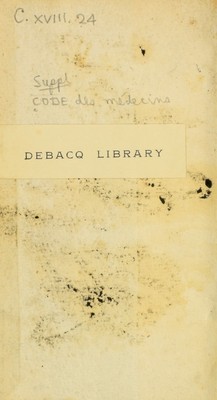 C. XVIII. 24
Suppl
CODE des médecins
DEBACQ LIBRARY